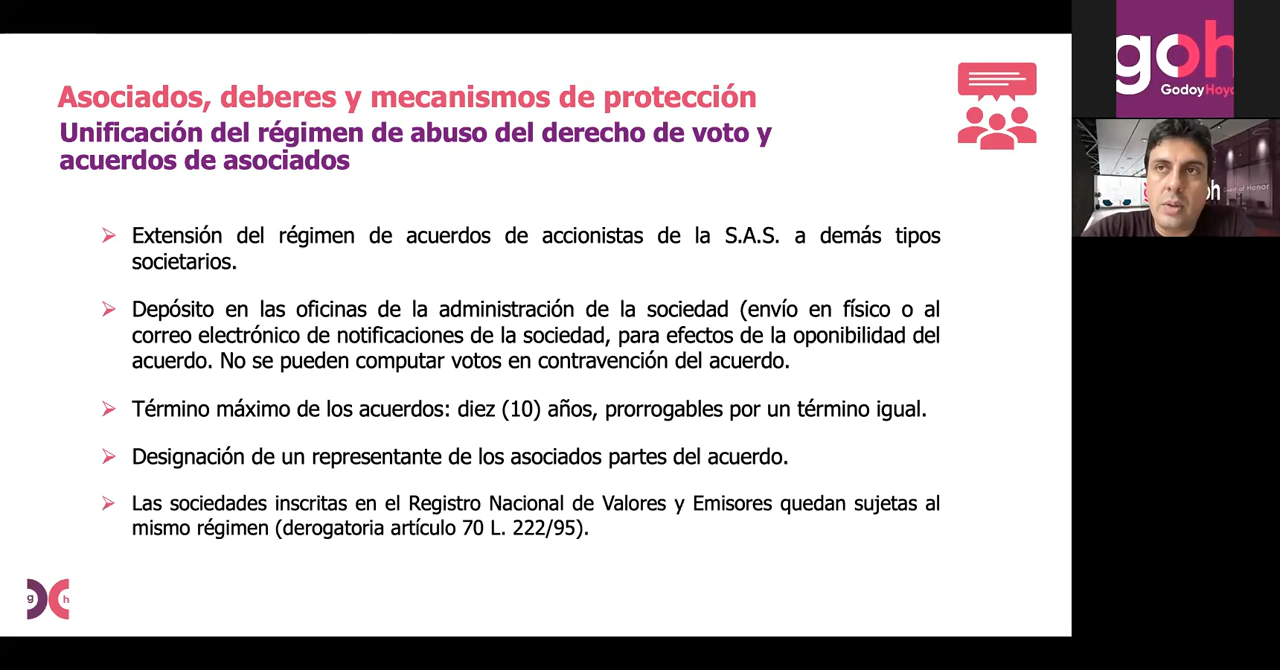 Asociados, deberes y mecanismos de protección
Unificación del régimen de abuso del derecho de voto y
acuerdos de asociados
Extensión del régimen de acuerdos de accionistas de la S.A.S. a demás tipos
societarios.
Depósito en las oficinas de la administración de la sociedad (envío en físico o al
correo electrónico de notificaciones de la sociedad, para efectos de la oponibilidad del
acuerdo. No se pueden computar votos en contravención del acuerdo.
Término máximo de los acuerdos: diez (10) años, prorrogables por un término igual.
Designación de un representante de los asociados partes del acuerdo.
Las sociedades inscritas en el Registro Nacional de Valores y Emisores quedan sujetas al
mismo régimen (derogatoria artículo 70 L. 222/95).
g h
goh
GodoyHoyo
oh
Guest of Honor